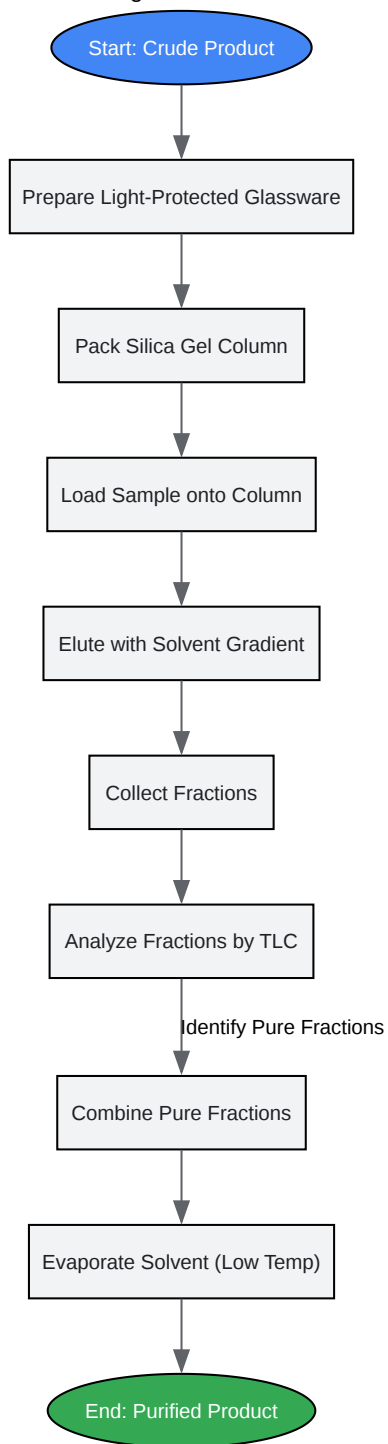 Start: Crude Product
Prepare Light-Protected Glassware
Pack Silica Gel Column
Load Sample onto Column
Elute with Solvent Gradient
Collect Fractions
Analyze Fractions by TLC
Identify Pure Fractions
Combine Pure Fractions
Evaporate Solvent (Low Temp)
End: Purified Product